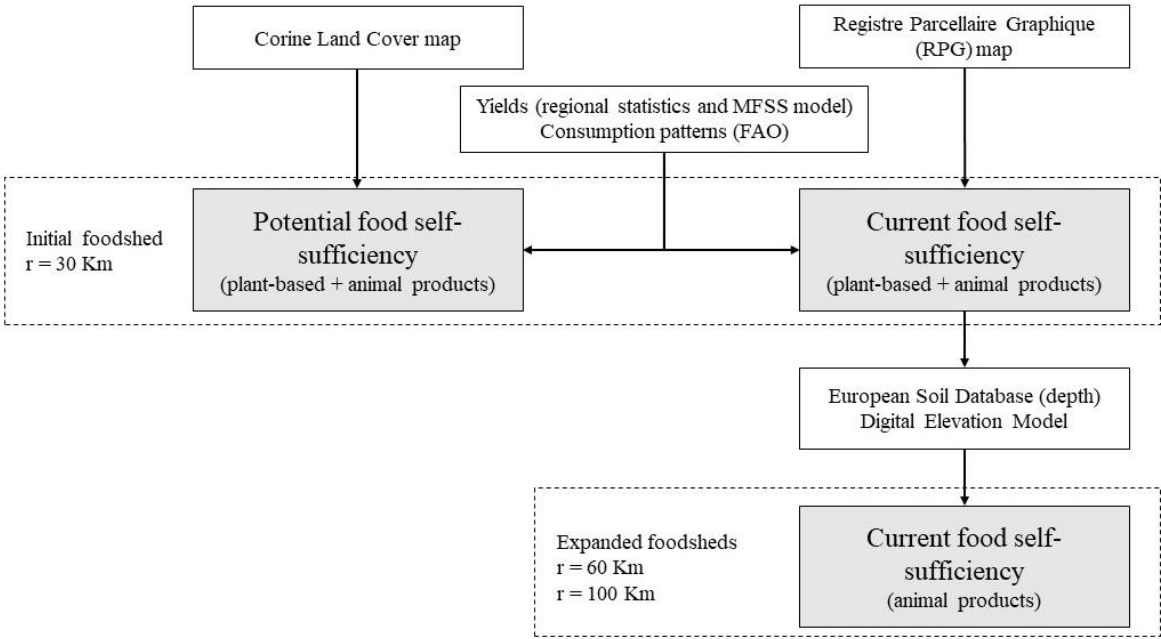 Corine Land Cover map
Registre Parcellaire Graphique
(RPG) map
Yields (regional statistics and MFSS model)
Consumption patterns (FAO)
Initial foodshed
r = 30 Km
Potential food self-
sufficiency
(plant-based + animal products)
Current food self-
sufficiency
(plant-based + animal products)
European Soil Database (depth)
Digital Elevation Model
Expanded foodsheds
r = 60 Km
r = 100 Km
Current food self-
sufficiency
(animal products)